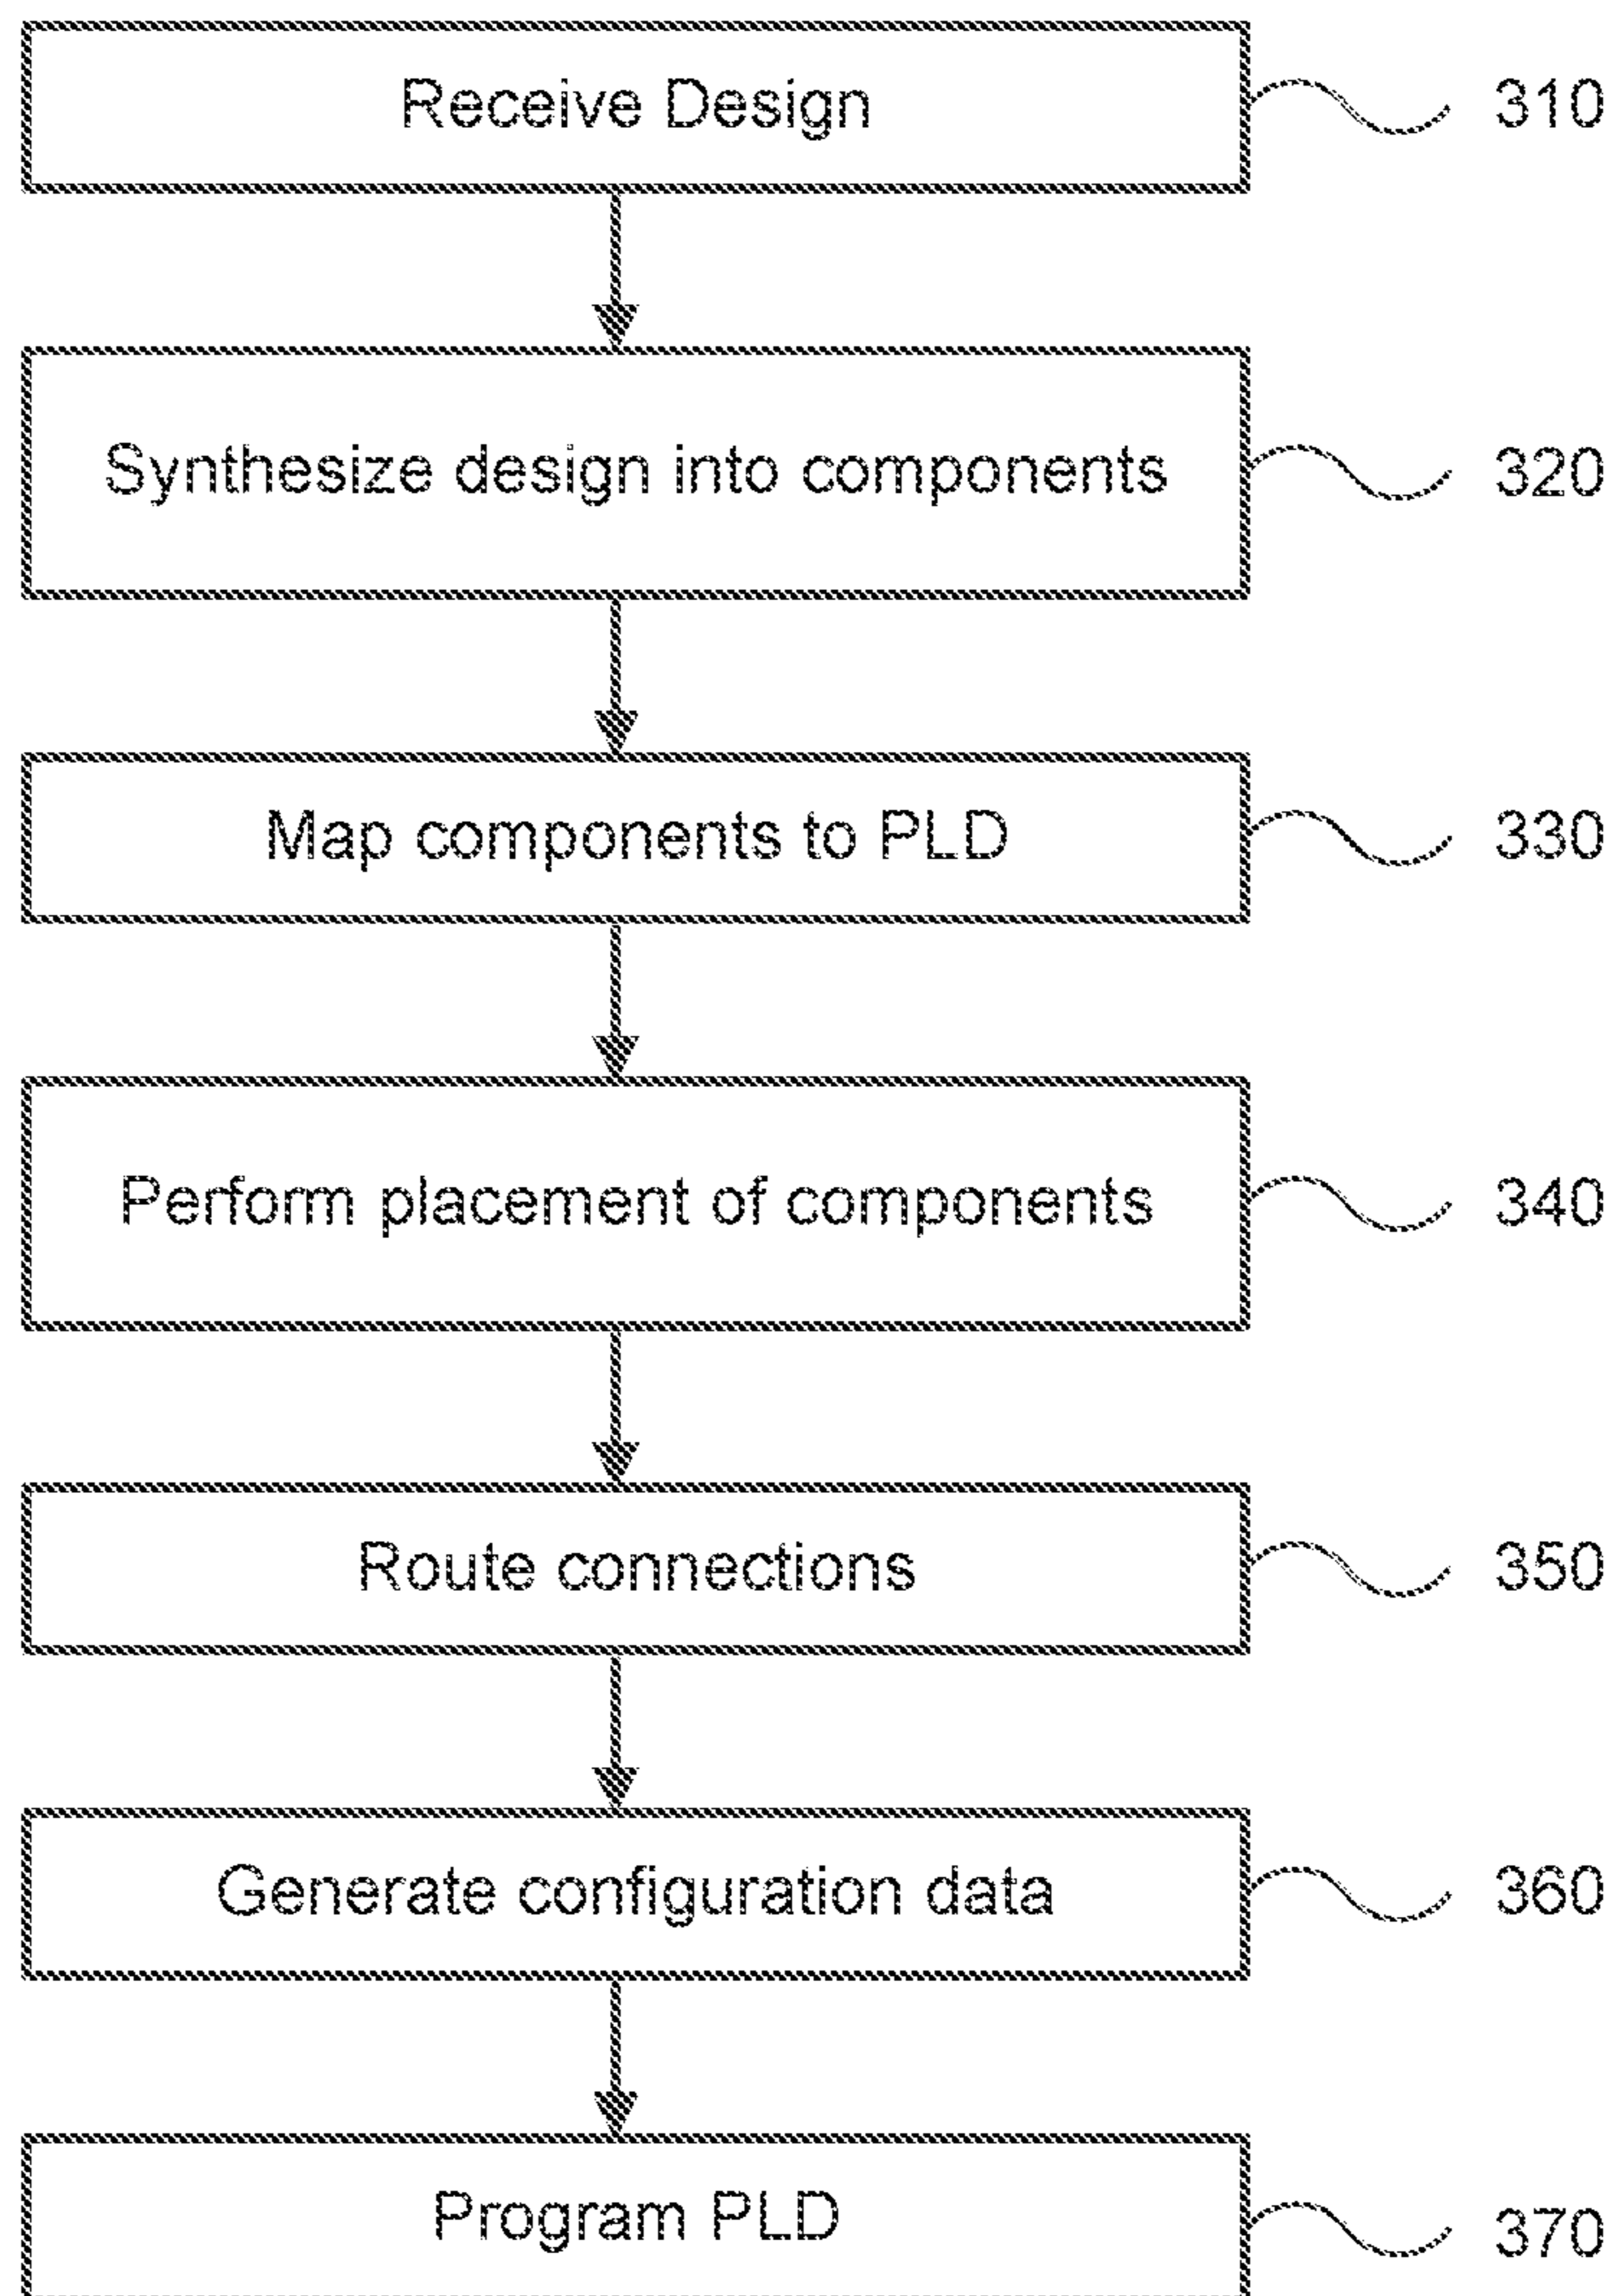 Receive Design 310
Synthesize design into components 320
Map components to PLD 330
Perform placement of components 340
Route connections 350
Generate configuration data 360
Program PLD 370